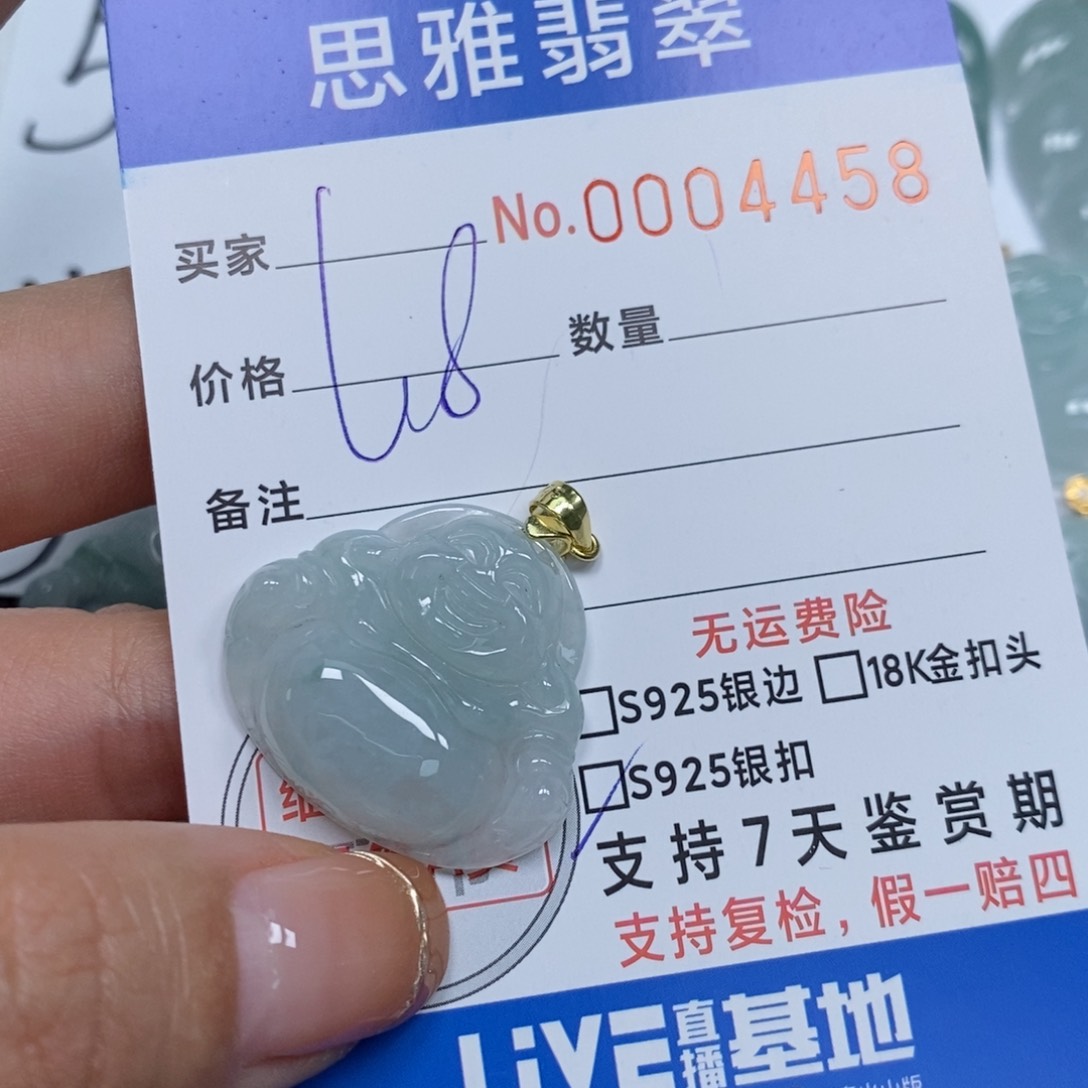 思雅翡翠
买家
No.0004458
价格
数量
备注
无运费险
S925银边 18K金扣头
S925银扣
支持7天鉴赏期
支持复检，假一赔四
LiVE直播基地